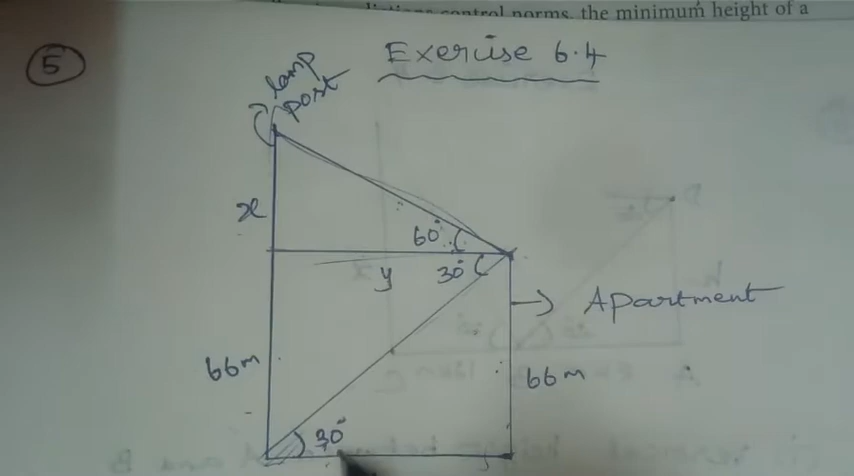 control norms, the minimum height of a
5
Exercise 6.4
lamp
post
x
60°
y
30°
Apartment
66m
66m
30°